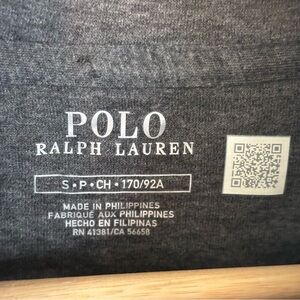 POLO
RALPH LAUREN
S • P • CH • 170/92A
MADE IN PHILIPPINES
FABRIQUÉ AUX PHILIPPINES
HECHO EN FILIPINAS
RN 41381/CA 56658